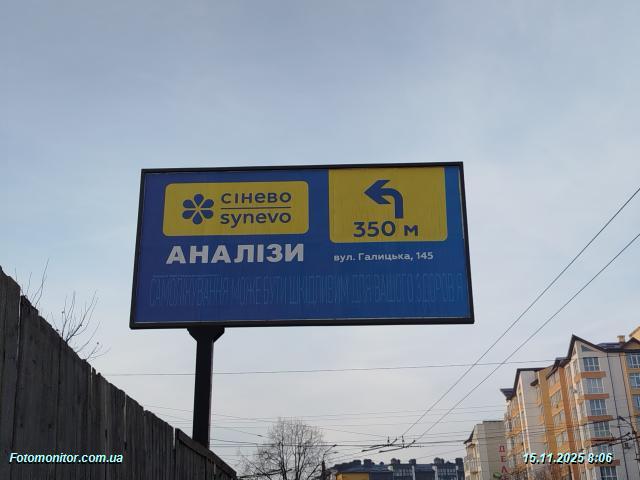 сінево
synevo
350 м
АНАЛІЗИ
вул. Галицька, 145
САМОЛІКУВАННЯ МОЖЕ БУТИ ШКІДЛИВИМ ДЛЯ ВАШОГО ЗДОРОВ'Я
Fotomonitor.com.ua
15.11.2025 8:06